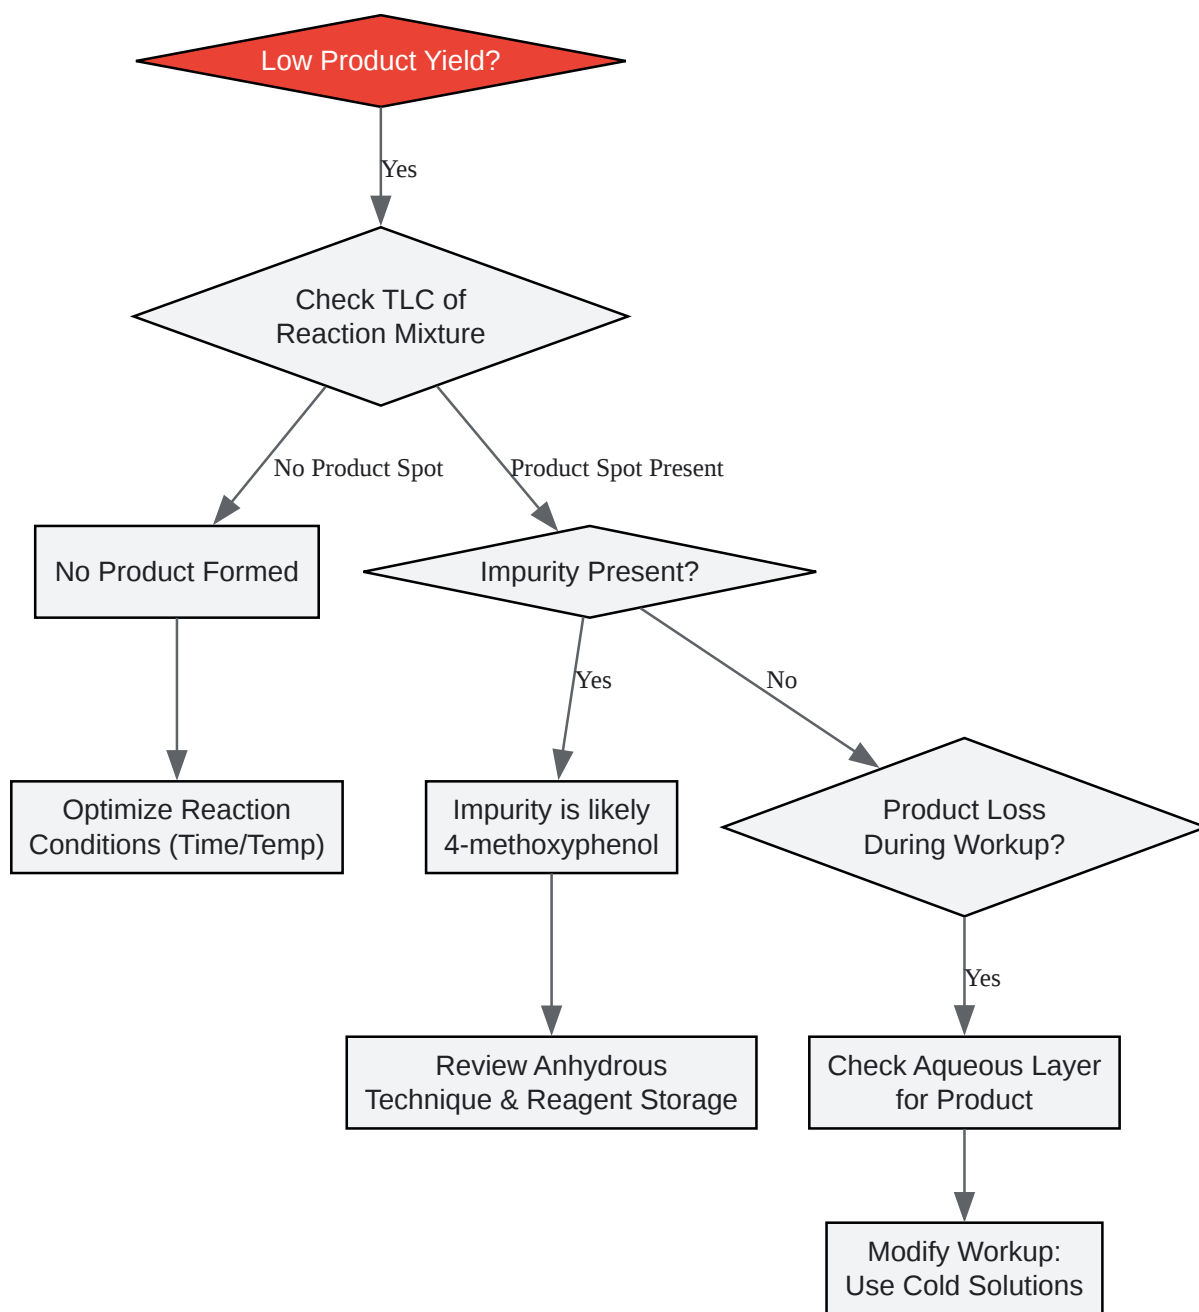 Low Product Yield?
Yes
Check TLC of
Reaction Mixture
No Product Spot
Product Spot Present
No Product Formed
Impurity Present?
Yes
No
Optimize Reaction
Conditions (Time/Temp)
Impurity is likely
4-methoxyphenol
Product Loss
During Workup?
Yes
Review Anhydrous
Technique & Reagent Storage
Check Aqueous Layer
for Product
Modify Workup:
Use Cold Solutions